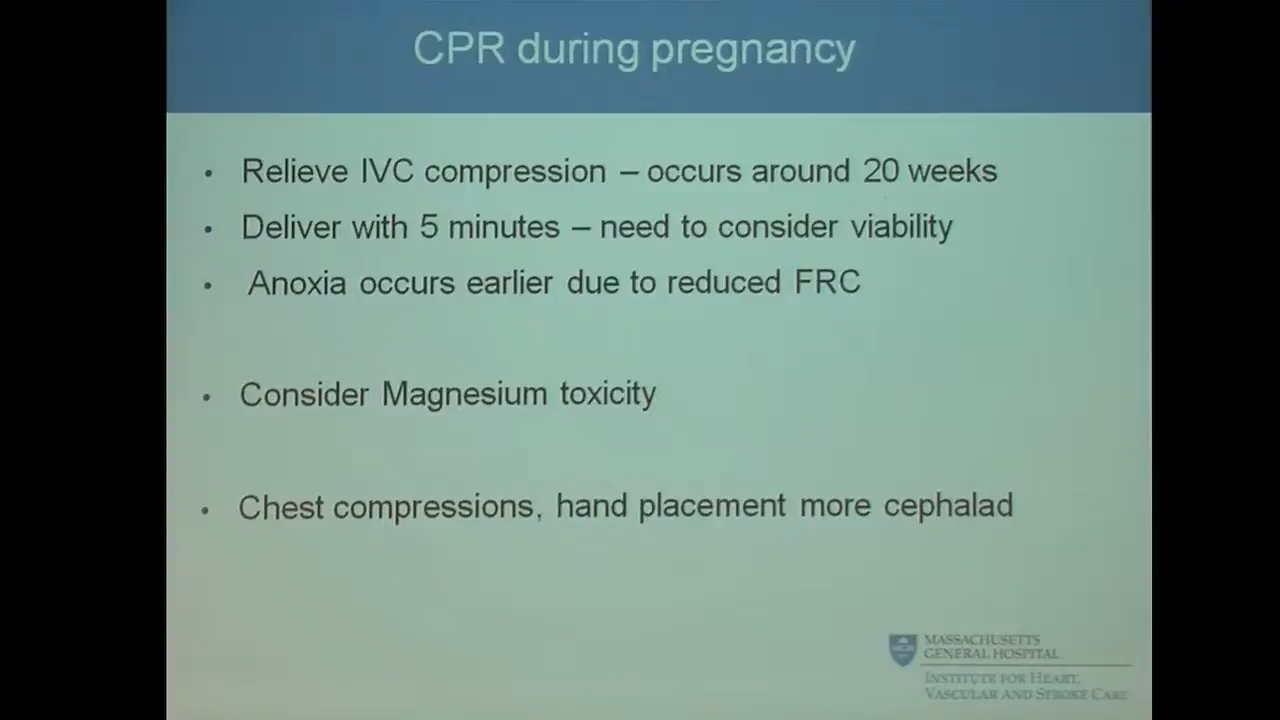 CPR during pregnancy
• Relieve IVC compression – occurs around 20 weeks
• Deliver with 5 minutes – need to consider viability
• Anoxia occurs earlier due to reduced FRC
• Consider Magnesium toxicity
• Chest compressions, hand placement more cephalad
MASSACHUSETTS
GENERAL HOSPITAL
INSTITUTE FOR HEART,
VASCULAR AND STROKE CARE